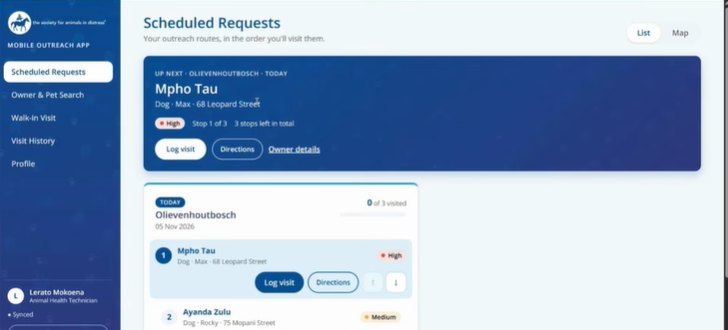 the society for animals in distress
MOBILE OUTREACH APP
Scheduled Requests
Owner & Pet Search
Walk-In Visit
Visit History
Profile
L
Lerato Mokoena
Animal Health Technician
Synced
Scheduled Requests
Your outreach routes, in the order you'll visit them.
List
Map
UP NEXT · OLIEVENHOUTBOSCH · TODAY
Mpho Tau
Dog · Max · 68 Leopard Street
High
Stop 1 of 3
3 stops left in total
Log visit
Directions
Owner details
TODAY
0 of 3 visited
Olievenhoutbosch
05 Nov 2026
1
Mpho Tau
Dog · Max · 68 Leopard Street
High
Log visit
Directions
↑
↓
2
Ayanda Zulu
Dog · Rocky · 75 Mopani Street
Medium